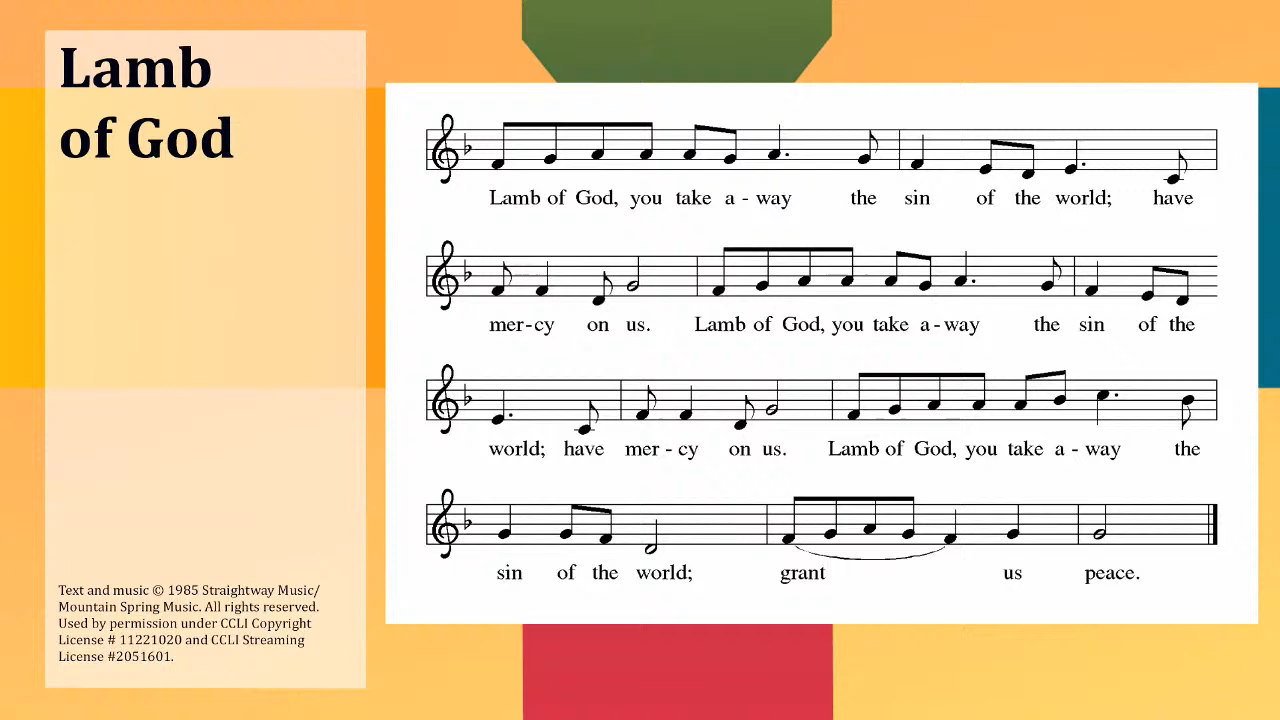 Lamb
of God
Lamb of God, you take a - way the sin of the world; have
mer-cy on us. Lamb of God, you take a - way the sin of the
world; have mer - cy on us. Lamb of God, you take a - way the
sin of the world; grant us peace.
Text and music © 1985 Straightway Music/
Mountain Spring Music. All rights reserved.
Used by permission under CCLI Copyright
License # 11221020 and CCLI Streaming
License #2051601.